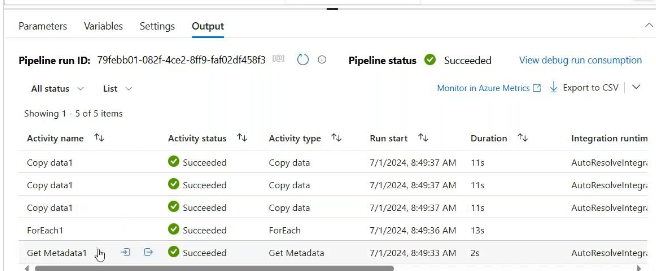 Parameters Variables Settings Output
Pipeline run ID: 79febb01-082f-4ce2-8ff9-faf02df458f3 Pipeline status Succeeded View debug run consumption
All status List Monitor in Azure Metrics Export to CSV
Showing 1 - 5 of 5 items
Activity name Activity status Activity type Run start Duration Integration runtim
Copy data1 Succeeded Copy data 7/1/2024, 8:49:37 AM 11s AutoResolveIntegra
Copy data1 Succeeded Copy data 7/1/2024, 8:49:37 AM 11s AutoResolveIntegra
Copy data1 Succeeded Copy data 7/1/2024, 8:49:37 AM 11s AutoResolveIntegra
ForEach1 Succeeded ForEach 7/1/2024, 8:49:36 AM 13s
Get Metadata1 Succeeded Get Metadata 7/1/2024, 8:49:33 AM 2s AutoResolveIntegra